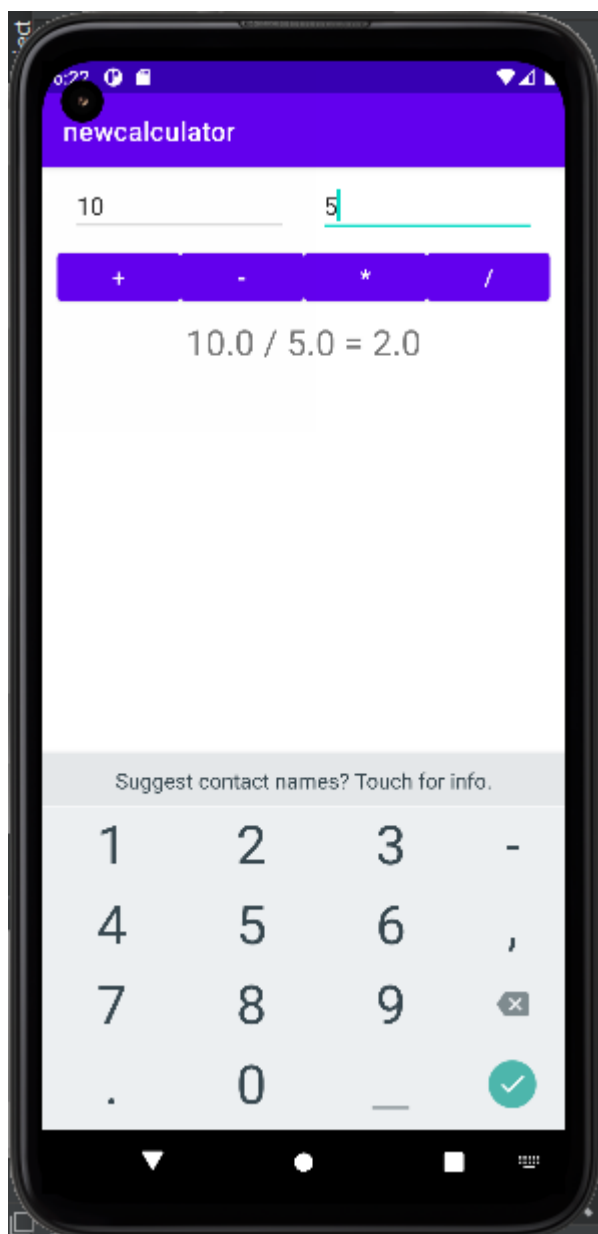 newcalculator
10 5
+ - * /
10.0 / 5.0 = 2.0
Suggest contact names? Touch for info.
1 2 3 -
4 5 6 ,
7 8 9
. 0 _